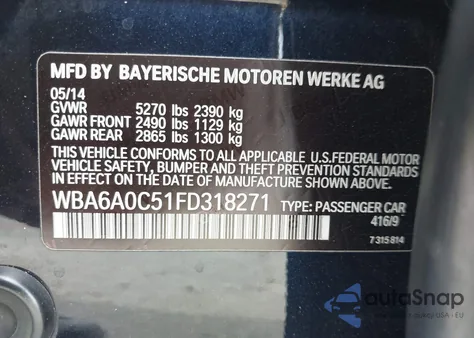 MFD BY BAYERISCHE MOTOREN WERKE AG
05/14
GVWR 5270 lbs 2390 kg
GAWR FRONT 2490 lbs 1129 kg
GAWR REAR 2865 lbs 1300 kg
THIS VEHICLE CONFORMS TO ALL APPLICABLE U.S.FEDERAL MOTOR
VEHICLE SAFETY, BUMPER AND THEFT PREVENTION STANDARDS
IN EFFECT ON THE DATE OF MANUFACTURE SHOWN ABOVE.
WBA6A0C51FD318271 TYPE: PASSENGER CAR
416/9
7 315 814
autoSnap